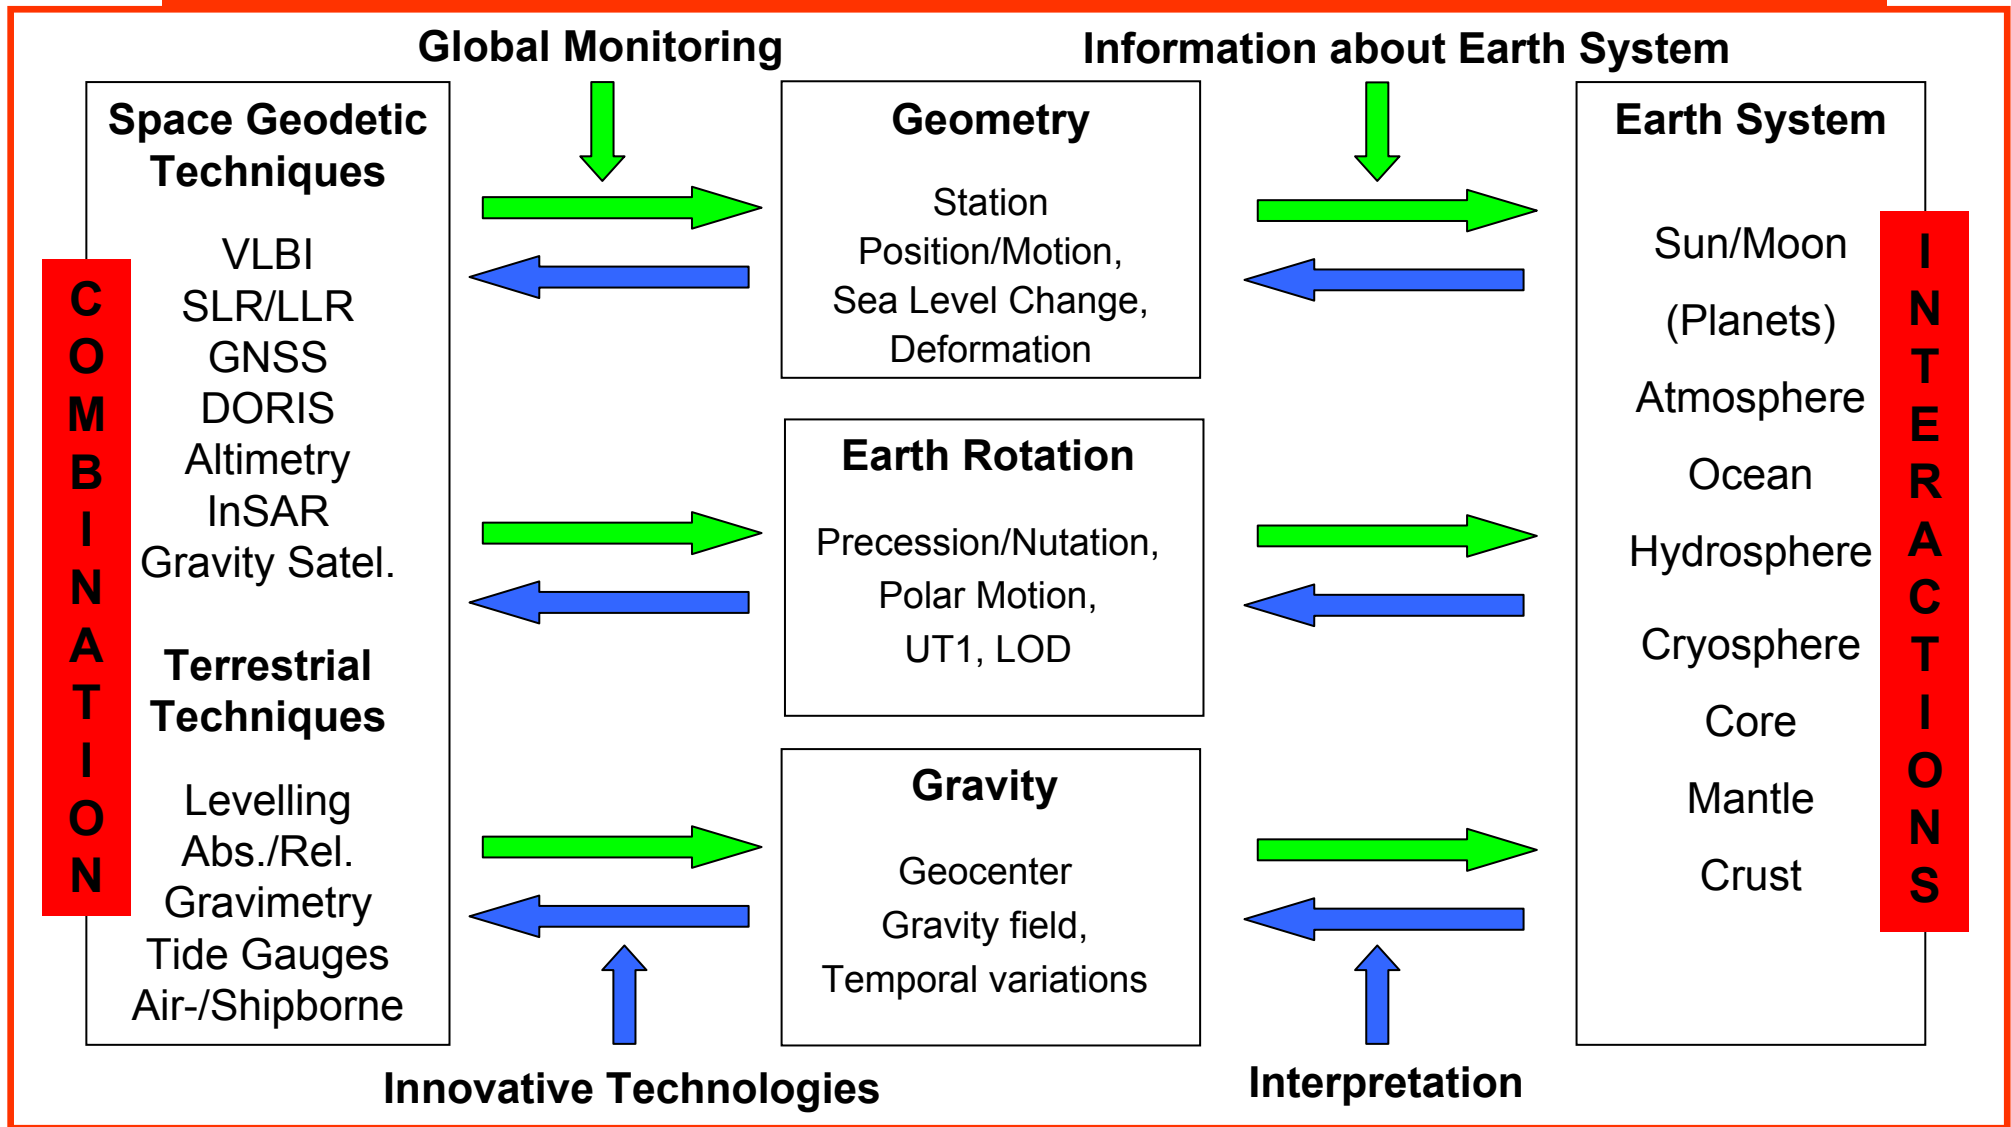 Global Monitoring
Information about Earth System
Space Geodetic
Techniques
VLBI
SLR/LLR
GNSS
DORIS
Altimetry
InSAR
Gravity Satel.
Terrestrial
Techniques
Levelling
Abs./Rel.
Gravimetry
Tide Gauges
Air-/Shipborne
COMBINATION
Geometry
Station
Position/Motion,
Sea Level Change,
Deformation
Earth Rotation
Precession/Nutation,
Polar Motion,
UT1, LOD
Gravity
Geocenter
Gravity field,
Temporal variations
Earth System
Sun/Moon
(Planets)
Atmosphere
Ocean
Hydrosphere
Cryosphere
Core
Mantle
Crust
INTERACTIONS
Innovative Technologies
Interpretation